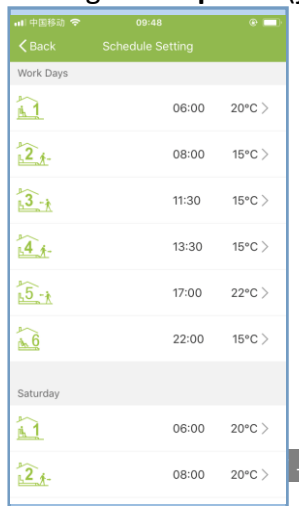 中国移动 09:48
Back Schedule Setting
Work Days
1 06:00 20°C
2 08:00 15°C
3 11:30 15°C
4 13:30 15°C
5 17:00 22°C
6 22:00 15°C
Saturday
1 06:00 20°C
2 08:00 20°C